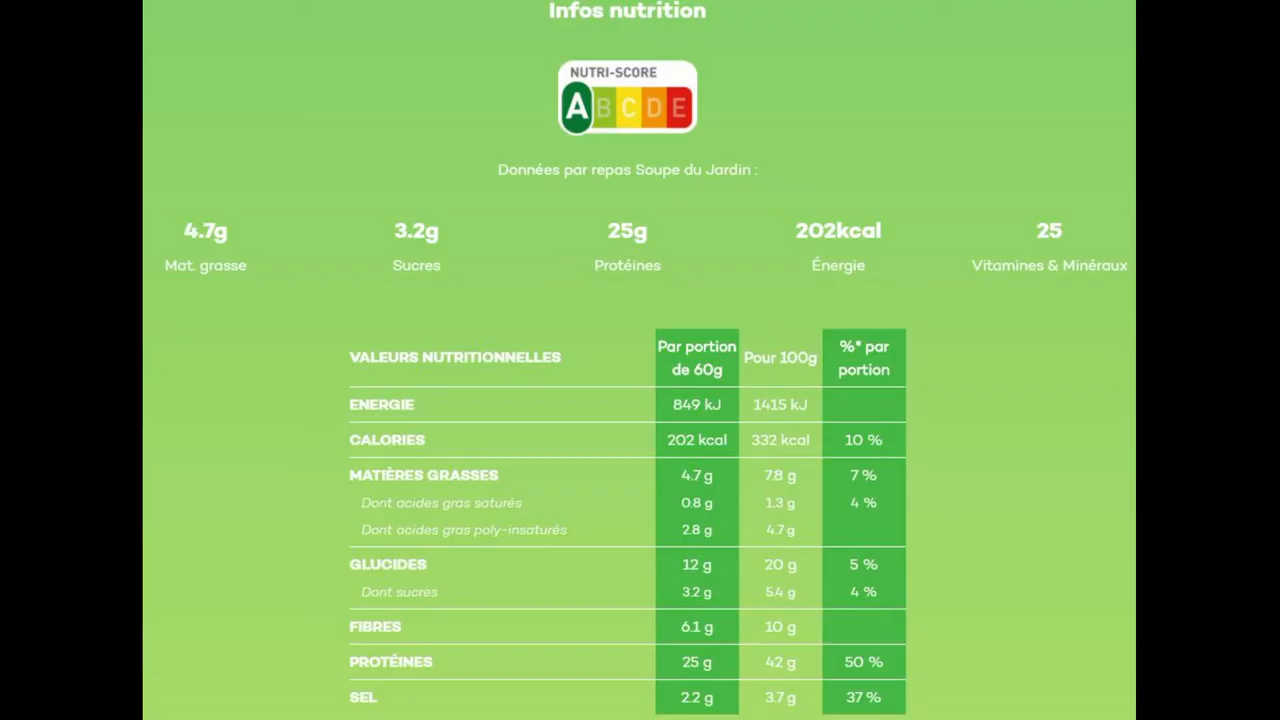 Infos nutrition
NUTRI-SCORE
A B C D E
Données par repas Soupe du Jardin :
4.7g 3.2g 25g 202kcal 25
Mat. grasse Sucres Protéines Énergie Vitamines & Minéraux
VALEURS NUTRITIONNELLES Par portion de 60g Pour 100g %* par portion
ENERGIE 849 kJ 1415 kJ
CALORIES 202 kcal 332 kcal 10 %
MATIÈRES GRASSES 4.7 g 7.8 g 7 %
Dont acides gras saturés 0.8 g 1.3 g 4 %
Dont acides gras poly-insaturés 2.8 g 4.7 g
GLUCIDES 12 g 20 g 5 %
Dont sucres 3.2 g 5.4 g 4 %
FIBRES 6.1 g 10 g
PROTÉINES 25 g 42 g 50 %
SEL 2.2 g 3.7 g 37 %